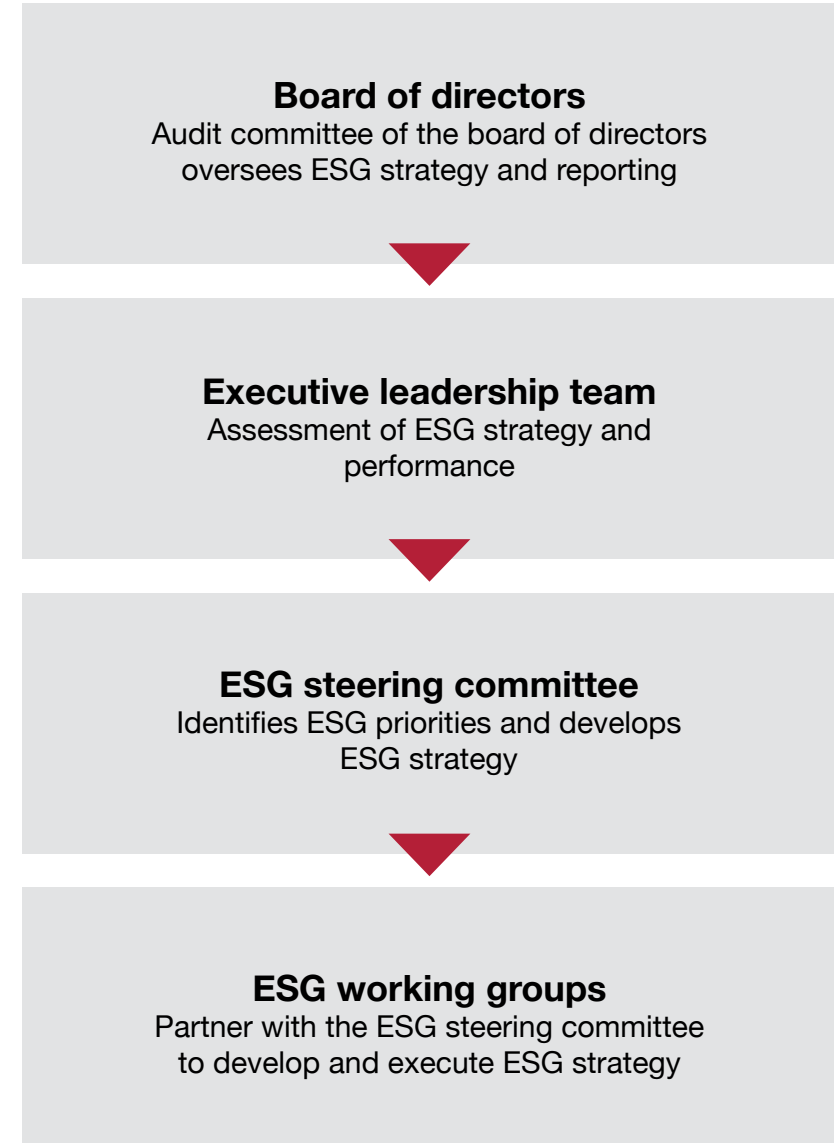 Board of directors
Audit committee of the board of directors
oversees ESG strategy and reporting
Executive leadership team
Assessment of ESG strategy and
performance
ESG steering committee
Identifies ESG priorities and develops
ESG strategy
ESG working groups
Partner with the ESG steering committee
to develop and execute ESG strategy